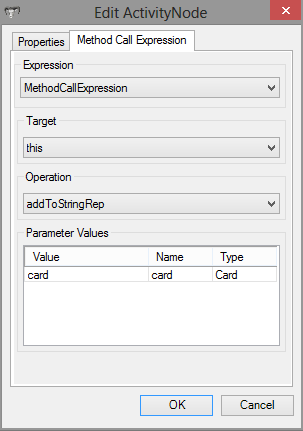 Edit ActivityNode
Properties
Method Call Expression
Expression
MethodCallExpression
Target
this
Operation
addToStringRep
Parameter Values
Value Name Type
card card Card
OK Cancel